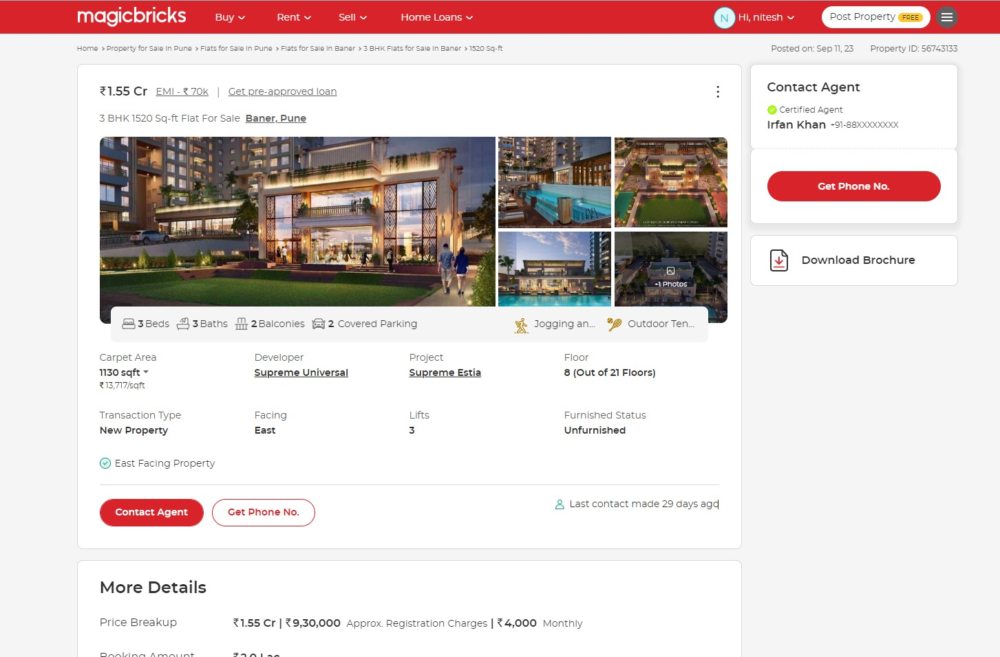 magicbricks
Buy Rent Sell Home Loans
N Hi, nitesh
Post Property FREE
Home > Property for Sale in Pune > Flats for Sale in Pune > Flats for Sale in Baner > 3 BHK Flats for Sale in Baner > 1520 Sq-ft
Posted on: Sep 11, 23 Property ID: 56743133
₹1.55 Cr EMI - ₹ 70k | Get pre-approved loan
3 BHK 1520 Sq-ft Flat For Sale Baner, Pune
+1 Photos
3 Beds 3 Baths 2 Balconies 2 Covered Parking Jogging an... Outdoor Ten...
Carpet Area Developer Project Floor
1130 sqft Supreme Universal Supreme Estia 8 (Out of 21 Floors)
₹13,717/sqft
Transaction Type Facing Lifts Furnished Status
New Property East 3 Unfurnished
East Facing Property
Contact Agent Get Phone No. Last contact made 29 days ago
More Details
Price Breakup ₹1.55 Cr | ₹9,30,000 Approx. Registration Charges | ₹4,000 Monthly
Booking Amount ₹2.0 Lac
Contact Agent
Certified Agent
Irfan Khan +91-88XXXXXXXX
Get Phone No.
Download Brochure